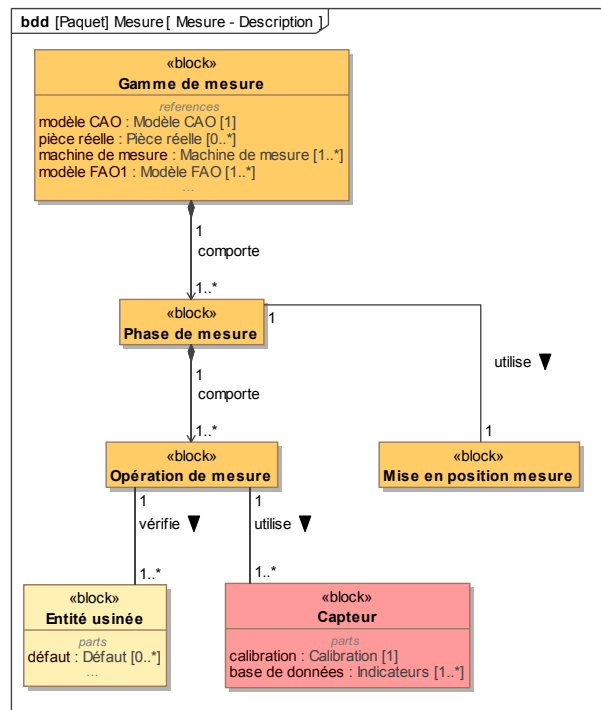 bdd [Paquet] Mesure [ Mesure - Description ]
«block»
Gamme de mesure
references
modèle CAO : Modèle CAO [1]
pièce réelle : Pièce réelle [0..*]
machine de mesure : Machine de mesure [1..*]
modèle FAO1 : Modèle FAO [1..*]
...
1
comporte
1..*
«block»
Phase de mesure
1
1
comporte
utilise
1..*
1
«block»
Opération de mesure
«block»
Mise en position mesure
1
vérifie
1..*
1
utilise
1..*
«block»
Entité usinée
parts
défaut : Défaut [0..*]
...
«block»
Capteur
parts
calibration : Calibration [1]
base de données : Indicateurs [1..*]